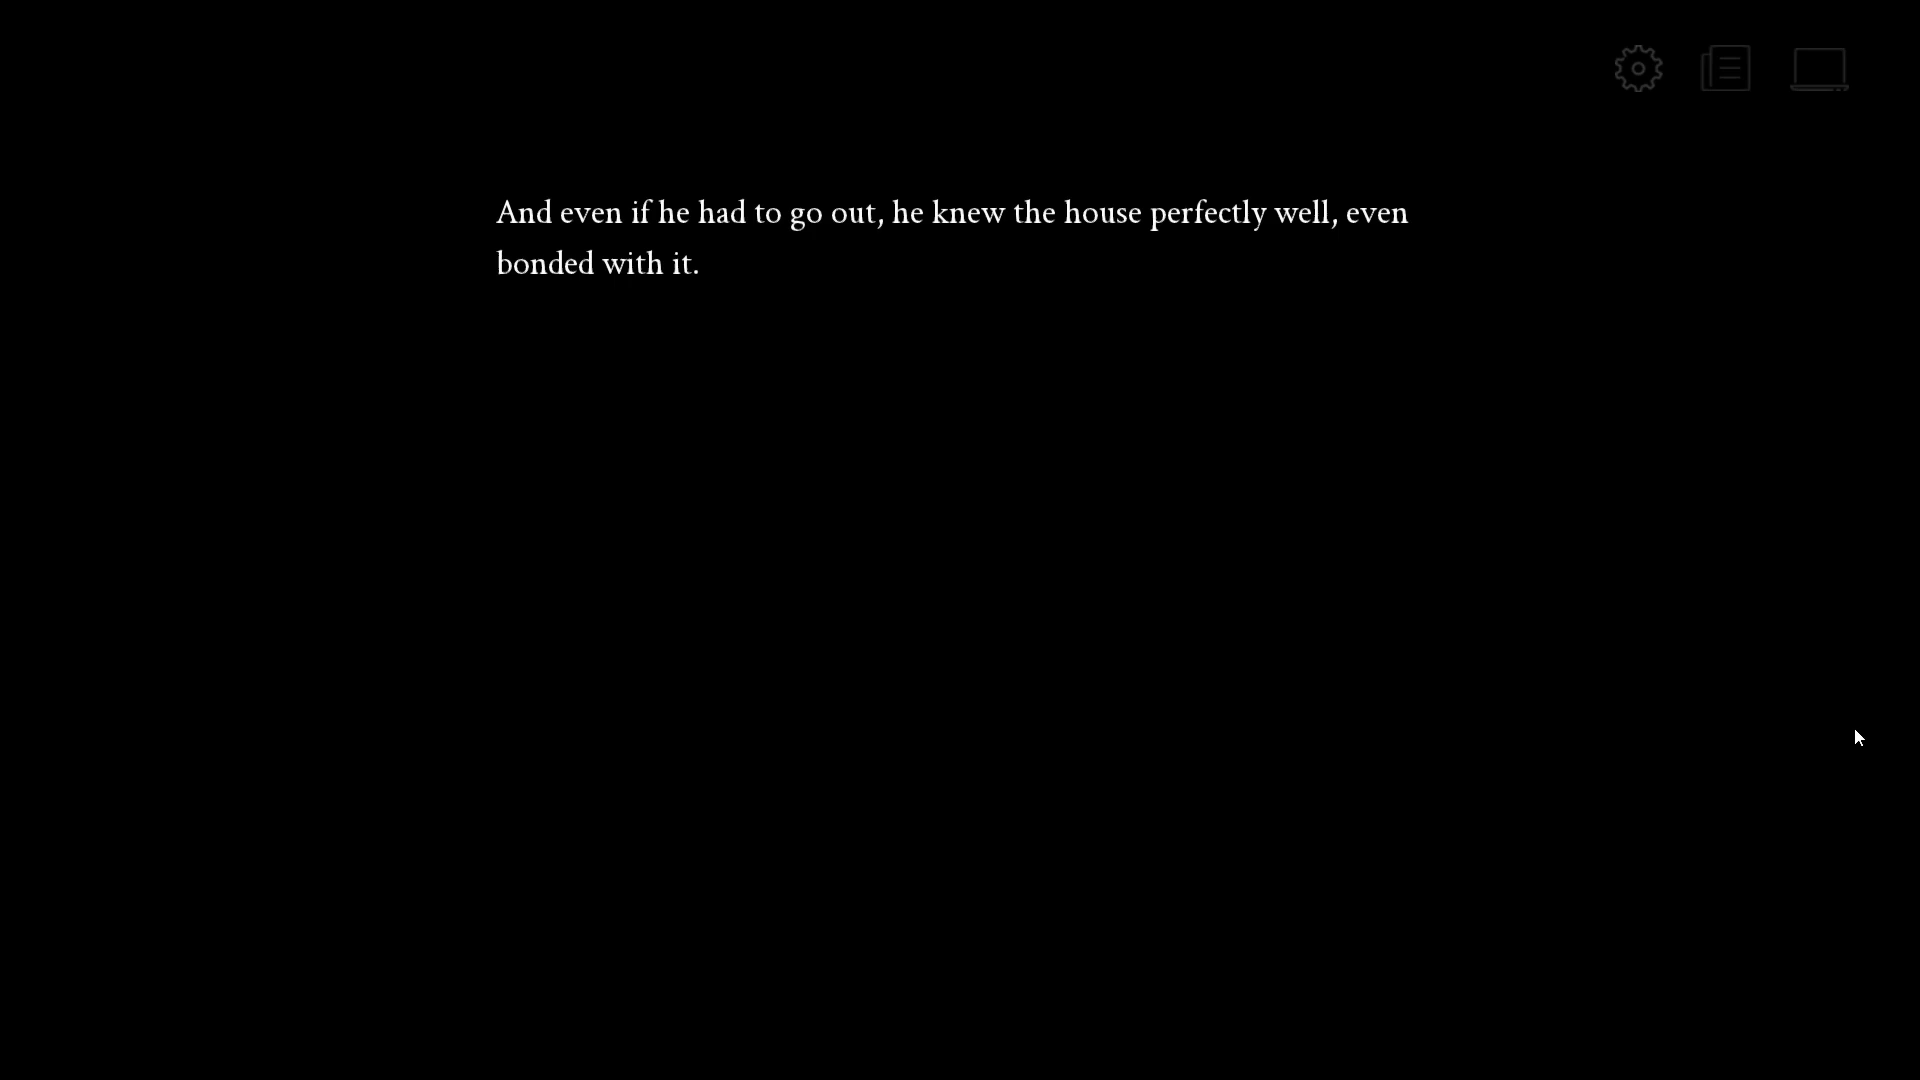 And even if he had to go out, he knew the house perfectly well, even
bonded with it.